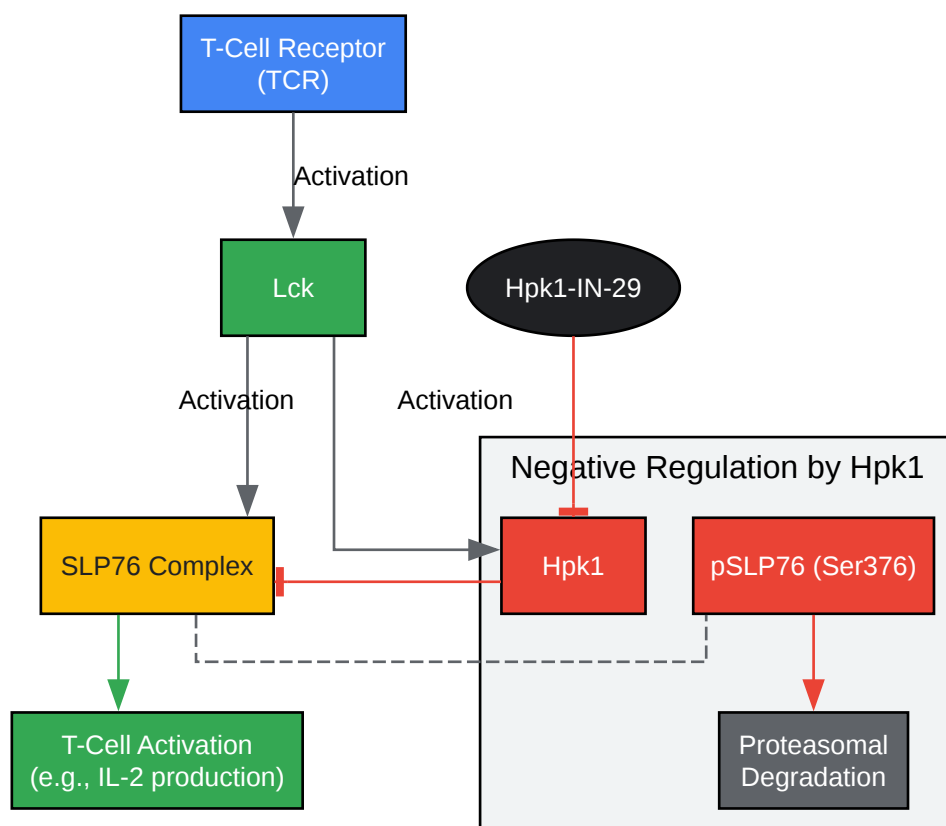 T-Cell Receptor
(TCR)
Activation
Lck
Hpk1-IN-29
Activation
Activation
Negative Regulation by Hpk1
SLP76 Complex
Hpk1
pSLP76 (Ser376)
T-Cell Activation
(e.g., IL-2 production)
Proteasomal
Degradation